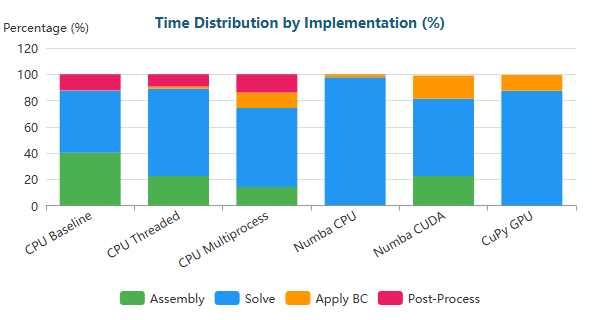 Time Distribution by Implementation (%)
Percentage (%)
120
100
80
60
40
20
0
CPU Baseline
CPU Threaded
CPU Multiprocess
Numba CPU
Numba CUDA
CuPy GPU
Assembly
Solve
Apply BC
Post-Process